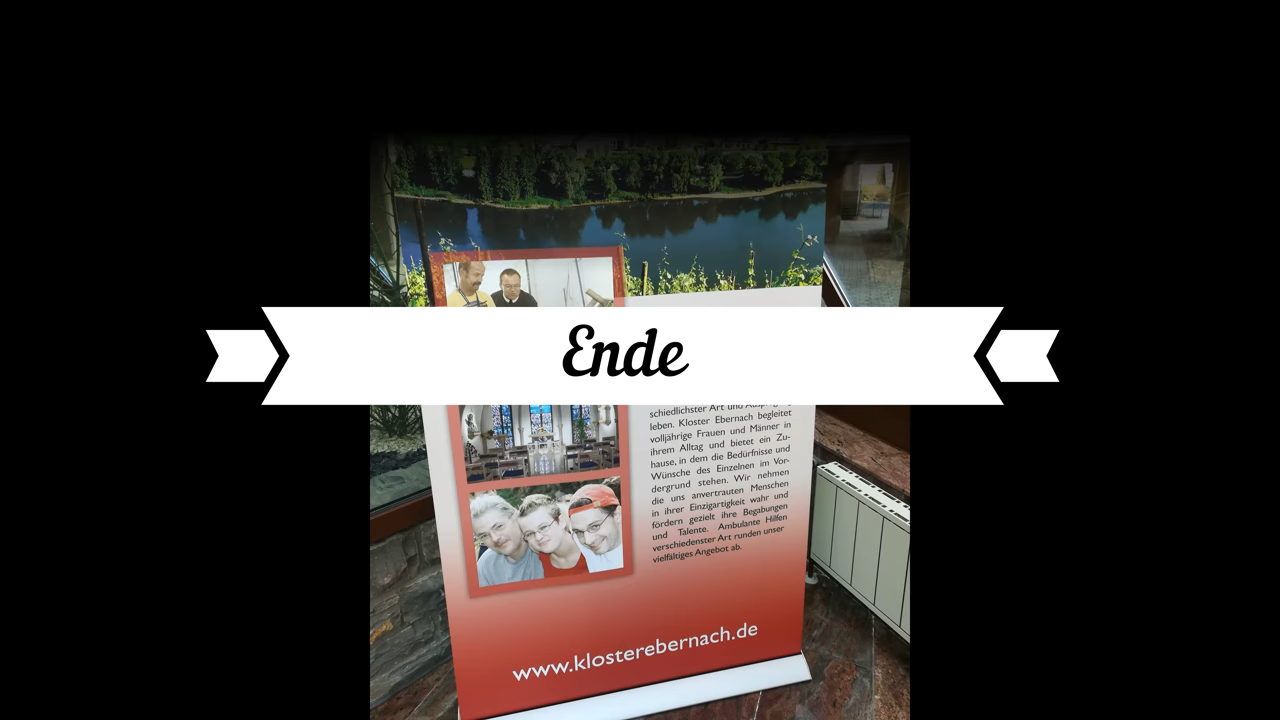 Ende
schiedlichster Art und
leben. Kloster Ebernach begleitet
volljährige Frauen und Männer in
ihrem Alltag und bietet ein Zu-
hause, in dem die Bedürfnisse und
Wünsche des Einzelnen im Vor-
dergrund stehen. Wir nehmen
die uns anvertrauten Menschen
in ihrer Einzigartigkeit wahr und
fördern gezielt ihre Begabungen
und Talente. Ambulante Hilfen
verschiedenster Art runden unser
vielfältiges Angebot ab.
www.klosterebernach.de